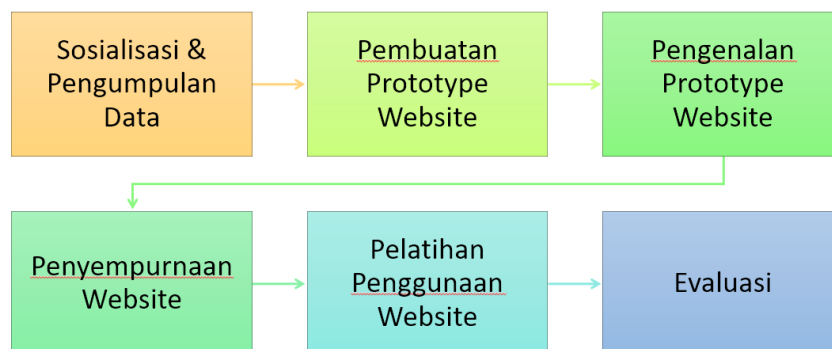 Sosialisasi &
Pengumpulan
Data
Pembuatan
Prototype
Website
Pengenalan
Prototype
Website
Penyempurnaan
Website
Pelatihan
Penggunaan
Website
Evaluasi